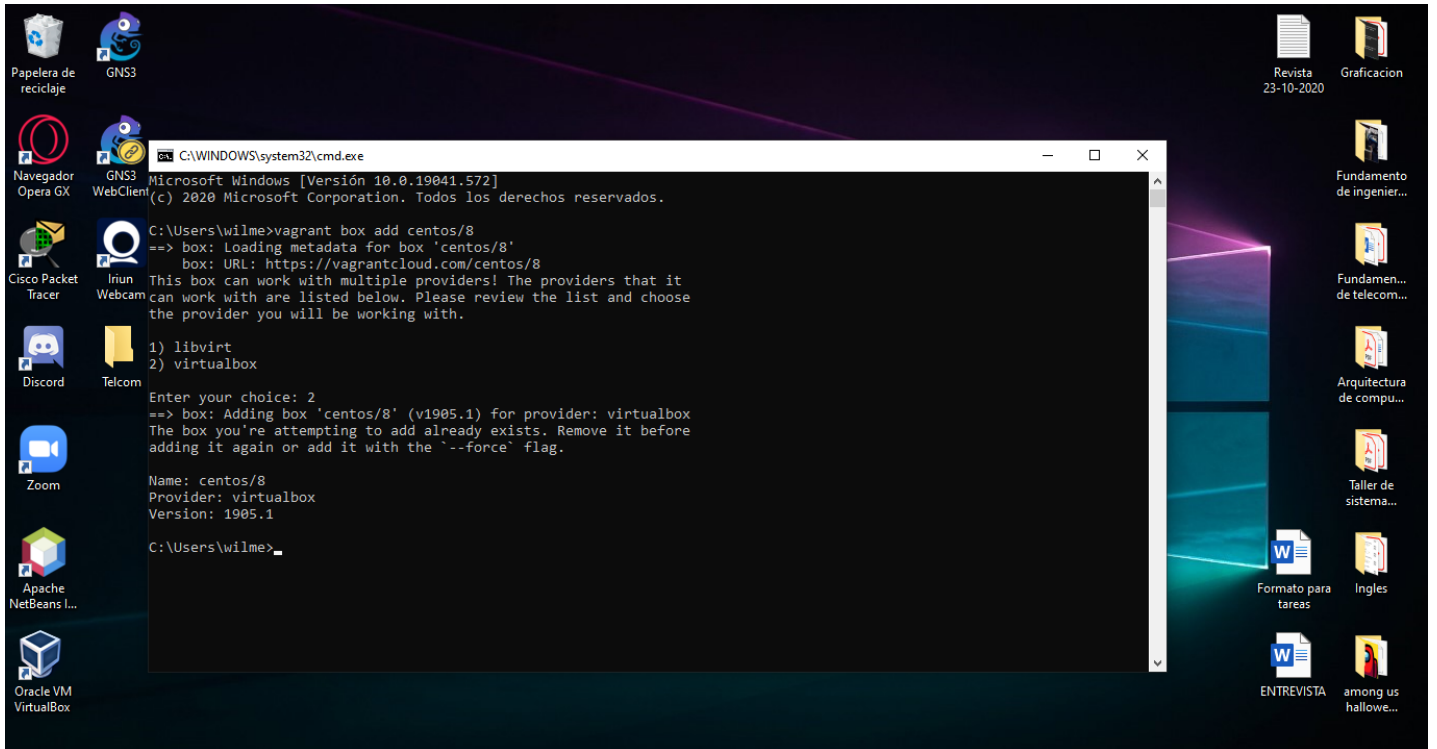 Papelera de
reciclaje
GNS3
Navegador
Opera GX
GNS3
WebClient
Cisco Packet
Tracer
Iriun
Webcam
Discord
Telcom
Zoom
Apache
NetBeans I...
Oracle VM
VirtualBox
C:\WINDOWS\system32\cmd.exe
Microsoft Windows [Versión 10.0.19041.572]
(c) 2020 Microsoft Corporation. Todos los derechos reservados.
C:\Users\wilme>vagrant box add centos/8
==> box: Loading metadata for box 'centos/8'
    box: URL: https://vagrantcloud.com/centos/8
This box can work with multiple providers! The providers that it
can work with are listed below. Please review the list and choose
the provider you will be working with.
1) libvirt
2) virtualbox
Enter your choice: 2
==> box: Adding box 'centos/8' (v1905.1) for provider: virtualbox
The box you're attempting to add already exists. Remove it before
adding it again or add it with the `--force` flag.
Name: centos/8
Provider: virtualbox
Version: 1905.1
C:\Users\wilme>
Revista
23-10-2020
Graficacion
Fundamento
de ingenier...
Fundamen...
de telecom...
Arquitectura
de compu...
Taller de
sistema...
Formato para
tareas
Ingles
ENTREVISTA
among us
hallowe...